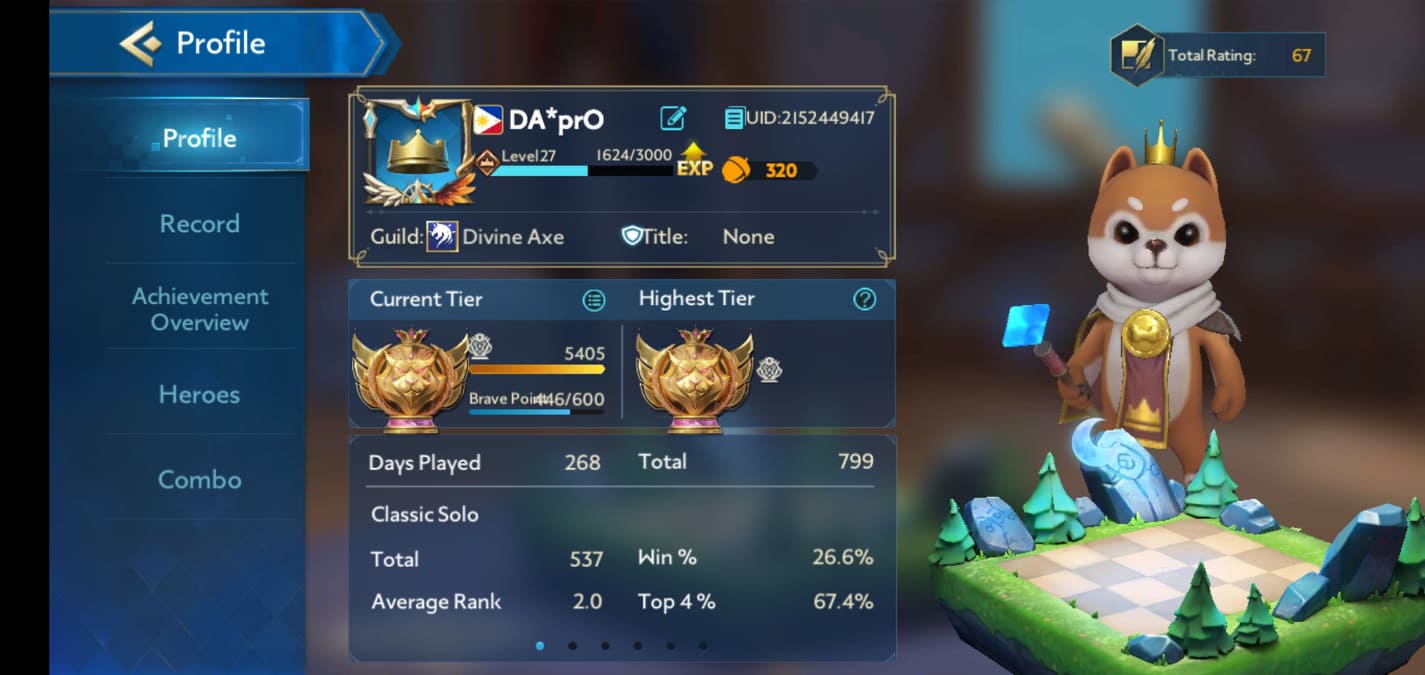 Profile
Total Rating: 67
Profile
Record
Achievement
Overview
Heroes
Combo
DA*prO
UID:2152449417
Level27 1624/3000 EXP 320
Guild: Divine Axe Title: None
Current Tier Highest Tier
5405
Brave Point 446/600
Days Played 268 Total 799
Classic Solo
Total 537 Win % 26.6%
Average Rank 2.0 Top 4 % 67.4%